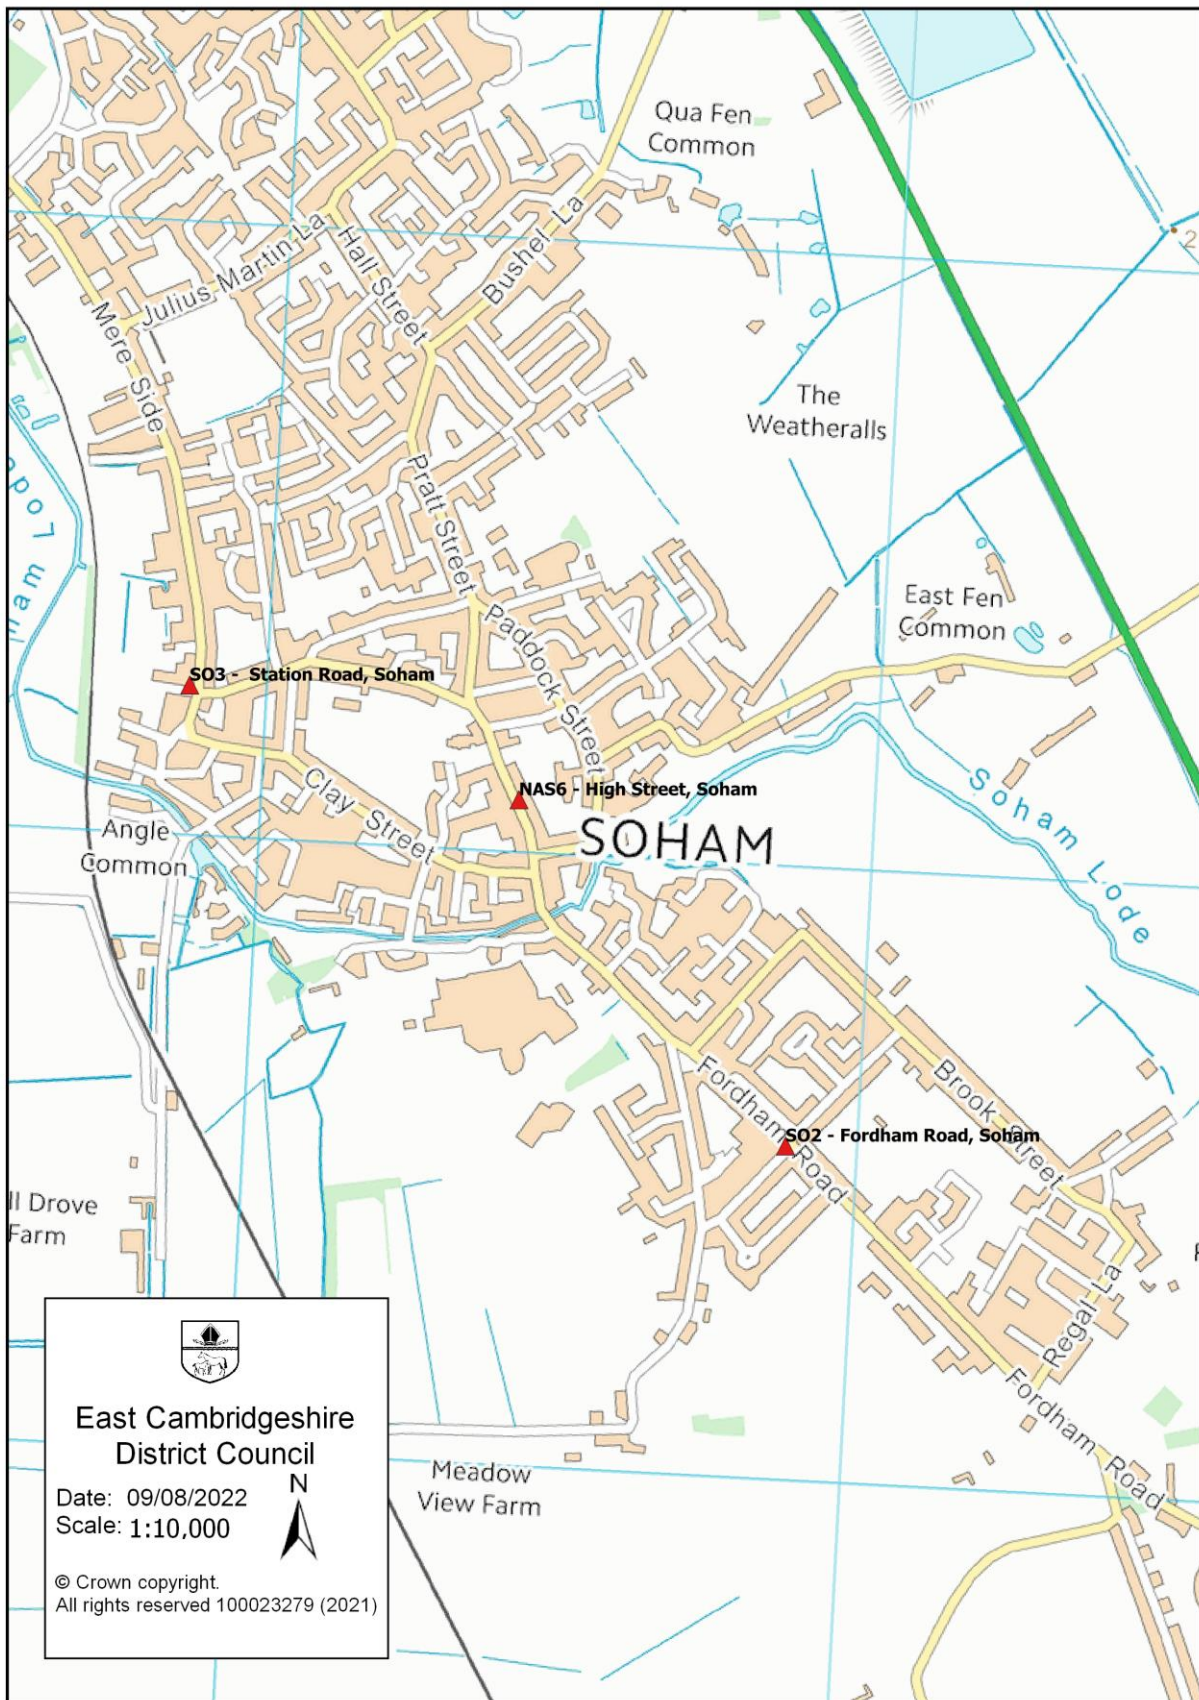 Qua Fen
Common
Julius Martin La
Hall Street
Bushel La
Mere Side
The
Weatheralls
Pratt Street
East Fen
Common
Paddock Street
SO3 - Station Road, Soham
NAS6 - High Street, Soham
Clay Street
SOHAM
Soham Lode
Angle
Common
Lode
Fordham Road
Brook Street
SO2 - Fordham Road, Soham
ll Drove
Farm
Regal La
Fordham Road
Meadow
View Farm
East Cambridgeshire
District Council
N
Date: 09/08/2022
Scale: 1:10,000
© Crown copyright.
All rights reserved 100023279 (2021)
2